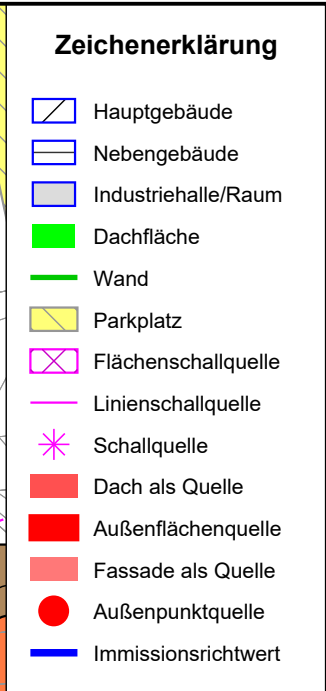 Zeichenerklärung
Hauptgebäude
Nebengebäude
Industriehalle/Raum
Dachfläche
Wand
Parkplatz
Flächenschallquelle
Linienschallquelle
Schallquelle
Dach als Quelle
Außenflächenquelle
Fassade als Quelle
Außenpunktquelle
Immissionsrichtwert